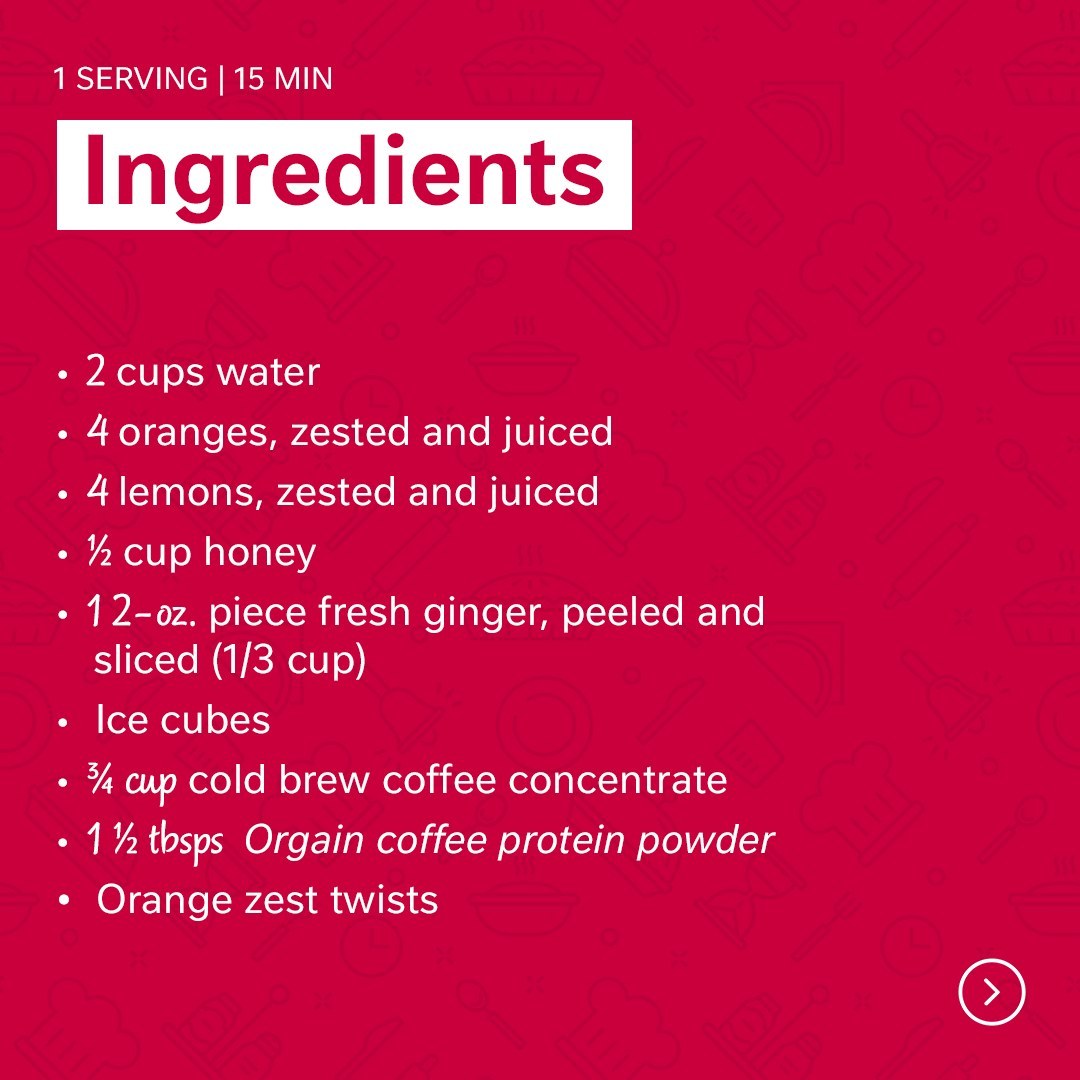 1 SERVING | 15 MIN
Ingredients
• 2 cups water
• 4 oranges, zested and juiced
• 4 lemons, zested and juiced
• ½ cup honey
• 1 2-oz. piece fresh ginger, peeled and
sliced (1/3 cup)
• Ice cubes
• ¾ cup cold brew coffee concentrate
• 1 ½ tbsps Orgain coffee protein powder
• Orange zest twists